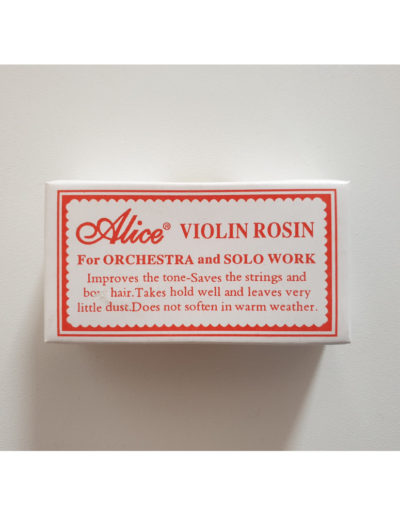 Alice® VIOLIN ROSIN
For ORCHESTRA and SOLO WORK
Improves the tone-Saves the strings and
bow hair.Takes hold well and leaves very
little dust.Does not soften in warm weather.